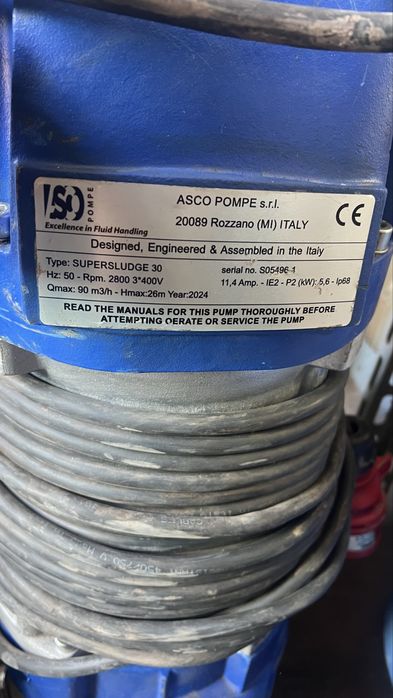 ASCO
POMPE
Excellence in Fluid Handling
ASCO POMPE s.r.l.
20089 Rozzano (MI) ITALY
CE
Designed, Engineered & Assembled in the Italy
Type: SUPERSLUDGE 30 serial no. S05496-1
Hz: 50 - Rpm. 2800 3*400V 11,4 Amp. - IE2 - P2 (kW): 5,6 - Ip68
Qmax: 90 m3/h - Hmax:26m Year:2024
READ THE MANUALS FOR THIS PUMP THOROUGHLY BEFORE
ATTEMPTING OERATE OR SERVICE THE PUMP